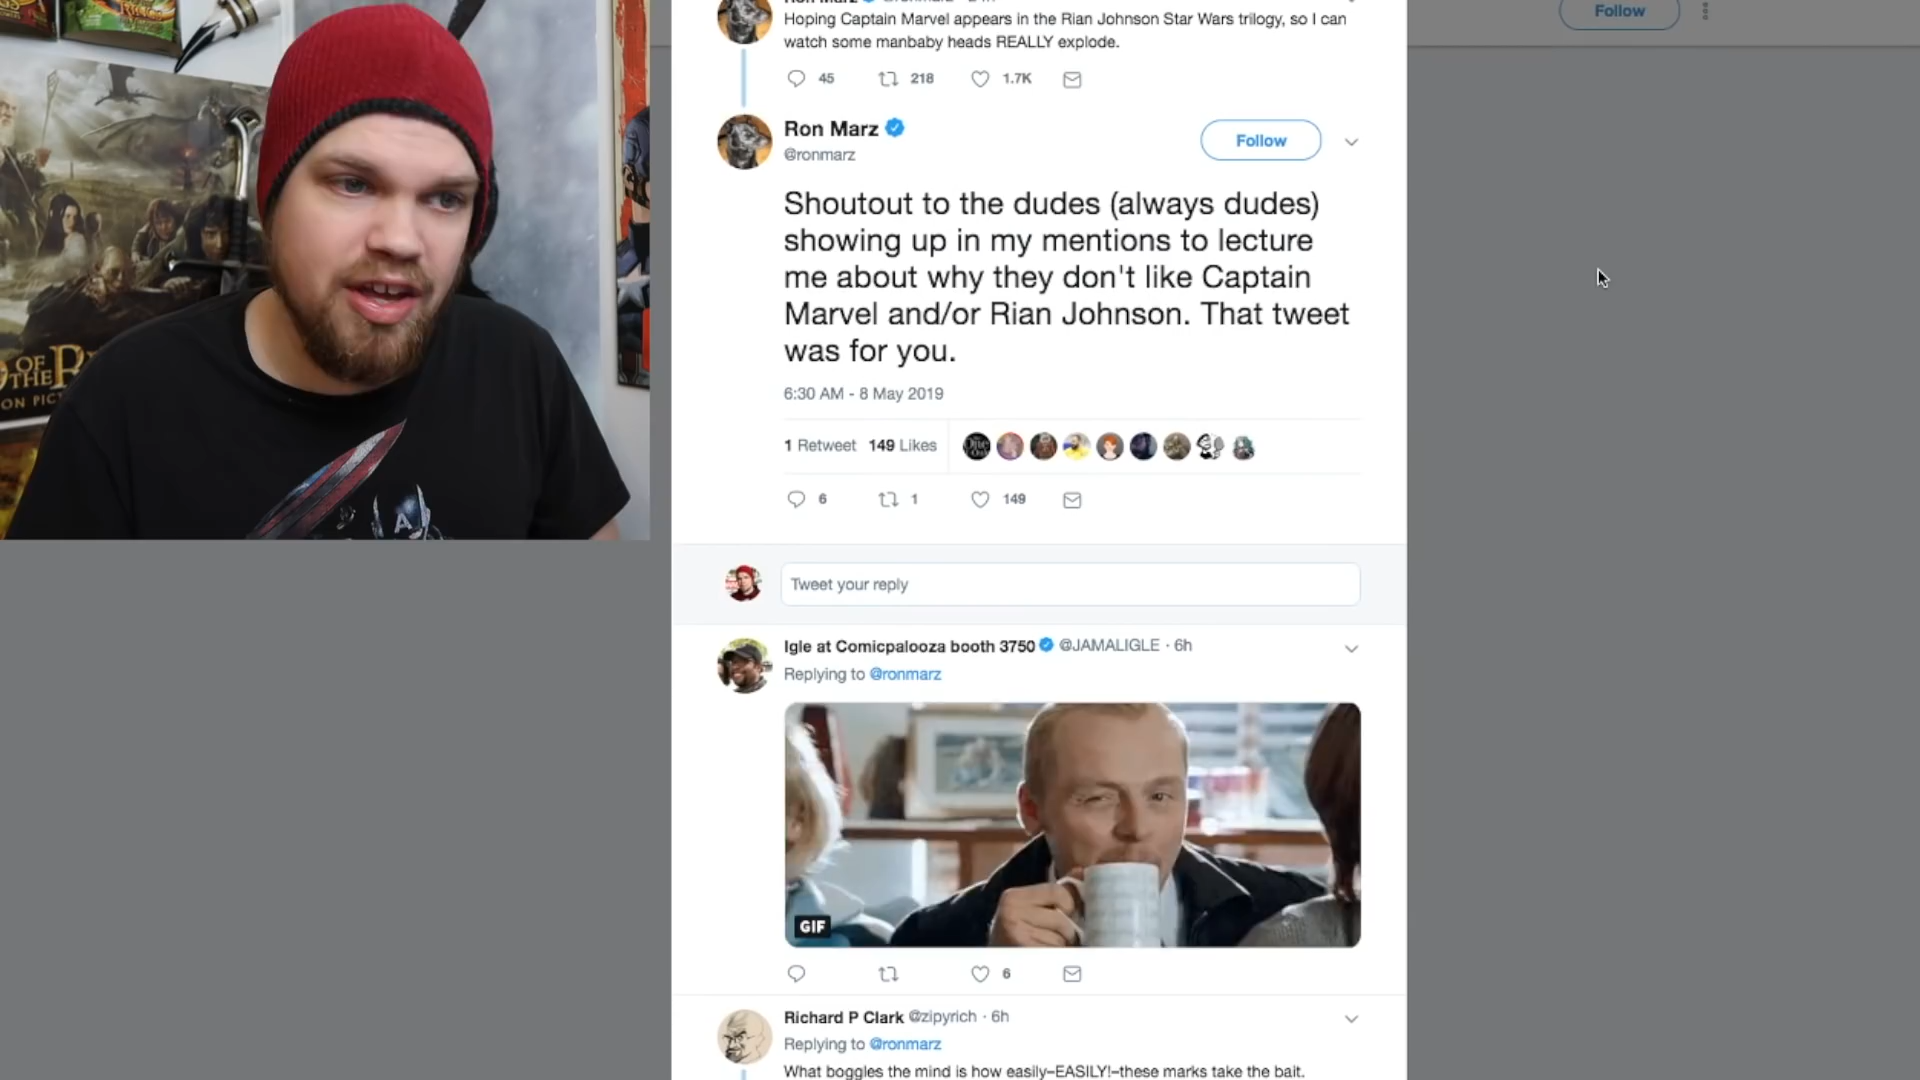 Hoping Captain Marvel appears in the Rian Johnson Star Wars trilogy, so I can
watch some manbaby heads REALLY explode.
45 218 1.7K
Follow
Ron Marz
@ronmarz
Follow
Shoutout to the dudes (always dudes)
showing up in my mentions to lecture
me about why they don't like Captain
Marvel and/or Rian Johnson. That tweet
was for you.
6:30 AM - 8 May 2019
1 Retweet 149 Likes
6 1 149
Tweet your reply
Igle at Comicpalooza booth 3750 @JAMALIGLE · 6h
Replying to @ronmarz
GIF
6
Richard P Clark @zipyrich · 6h
Replying to @ronmarz
What boggles the mind is how easily–EASILY!–these marks take the bait.
OF
THE
ON PIC
A